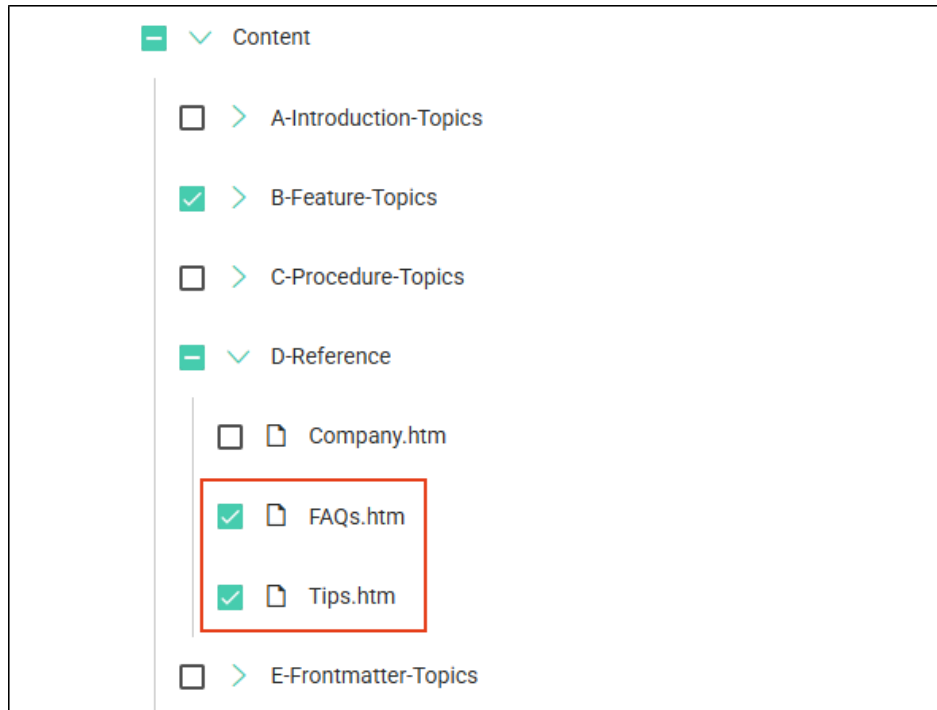 Content
A-Introduction-Topics
B-Feature-Topics
C-Procedure-Topics
D-Reference
Company.htm
FAQs.htm
Tips.htm
E-Frontmatter-Topics